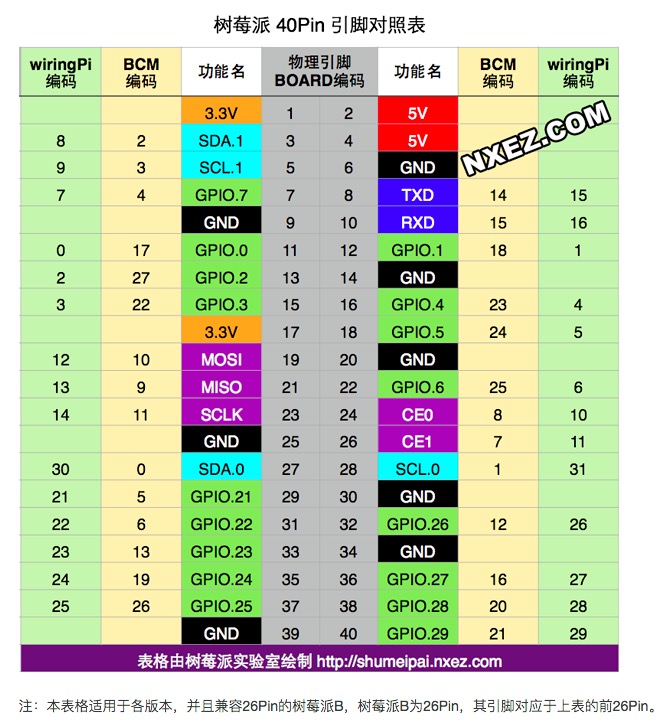 树莓派 40Pin 引脚对照表
wiringPi 编码 BCM 编码 功能名 物理引脚 BOARD编码 功能名 BCM 编码 wiringPi 编码
3.3V 1 2 5V
8 2 SDA.1 3 4 5V
9 3 SCL.1 5 6 GND
7 4 GPIO.7 7 8 TXD 14 15
GND 9 10 RXD 15 16
0 17 GPIO.0 11 12 GPIO.1 18 1
2 27 GPIO.2 13 14 GND
3 22 GPIO.3 15 16 GPIO.4 23 4
3.3V 17 18 GPIO.5 24 5
12 10 MOSI 19 20 GND
13 9 MISO 21 22 GPIO.6 25 6
14 11 SCLK 23 24 CE0 8 10
GND 25 26 CE1 7 11
30 0 SDA.0 27 28 SCL.0 1 31
21 5 GPIO.21 29 30 GND
22 6 GPIO.22 31 32 GPIO.26 12 26
23 13 GPIO.23 33 34 GND
24 19 GPIO.24 35 36 GPIO.27 16 27
25 26 GPIO.25 37 38 GPIO.28 20 28
GND 39 40 GPIO.29 21 29
NXEZ.COM
表格由树莓派实验室绘制 http://shumeipai.nxez.com
注：本表格适用于各版本，并且兼容26Pin的树莓派B，树莓派B为26Pin，其引脚对应于上表的前26Pin。